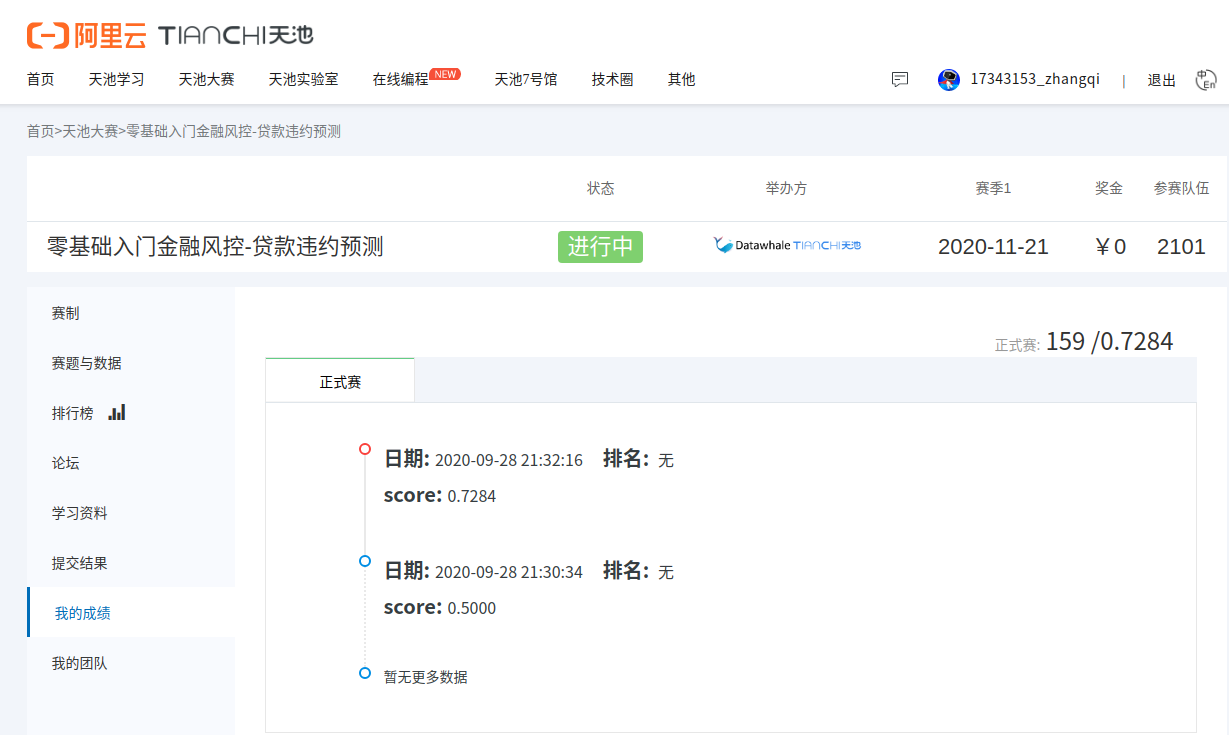 阿里云 TIANCHI天池
首页 天池学习 天池大赛 天池实验室 在线编程 NEW 天池7号馆 技术圈 其他 17343153_zhangqi | 退出 中 En
首页>天池大赛>零基础入门金融风控-贷款违约预测
状态 举办方 赛季1 奖金 参赛队伍
零基础入门金融风控-贷款违约预测 进行中 Datawhale TIANCHI天池 2020-11-21 ￥0 2101
赛制
赛题与数据
排行榜
论坛
学习资料
提交结果
我的成绩
我的团队
正式赛: 159 /0.7284
正式赛
日期: 2020-09-28 21:32:16 排名: 无
score: 0.7284
日期: 2020-09-28 21:30:34 排名: 无
score: 0.5000
暂无更多数据